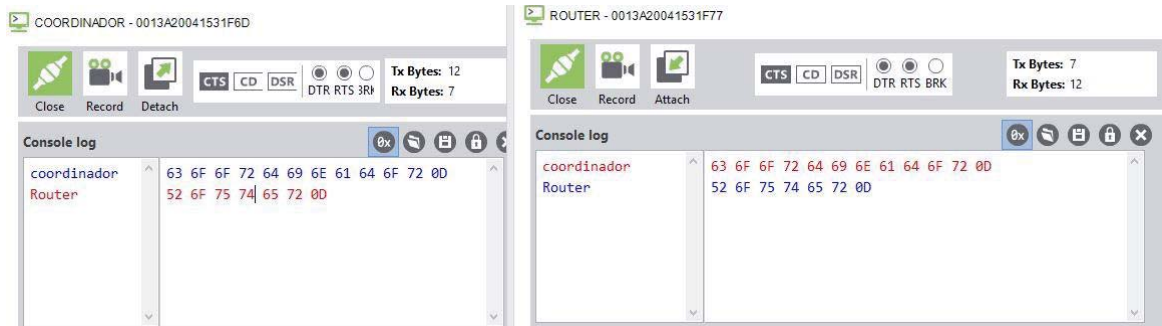 COORDINADOR - 0013A20041531F6D
Close
Record
Detach
CTS CD DSR
DTR RTS BRK
Tx Bytes: 12
Rx Bytes: 7
Console log
0x
coordinador 63 6F 6F 72 64 69 6E 61 64 6F 72 0D
Router 52 6F 75 74 65 72 0D
ROUTER - 0013A20041531F77
Close
Record
Attach
CTS CD DSR
DTR RTS BRK
Tx Bytes: 7
Rx Bytes: 12
Console log
0x
coordinador 63 6F 6F 72 64 69 6E 61 64 6F 72 0D
Router 52 6F 75 74 65 72 0D